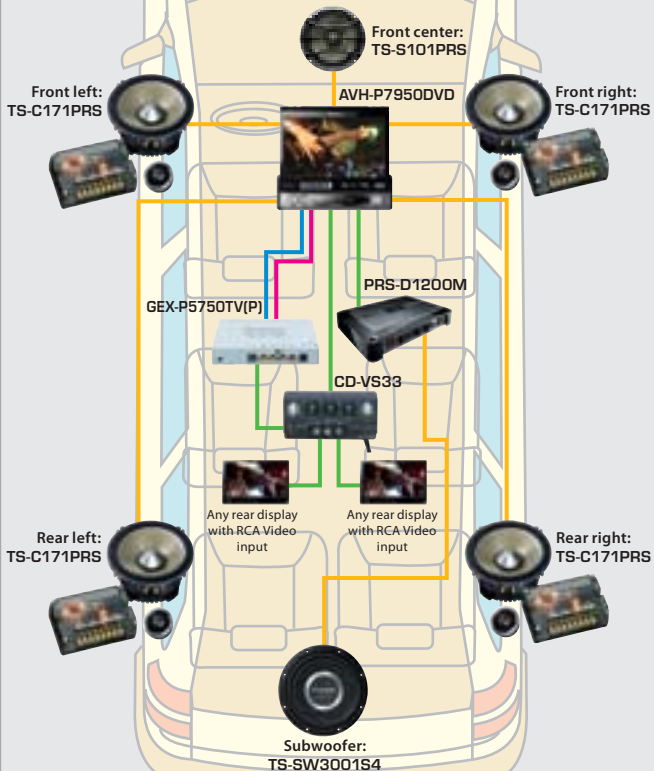 Front center:
TS-S101PRS
AVH-P7950DVD
Front left:
TS-C171PRS
Front right:
TS-C171PRS
PRS-D1200M
GEX-P5750TV(P)
CD-VS33
Any rear display
with RCA Video
input
Any rear display
with RCA Video
input
Rear left:
TS-C171PRS
Rear right:
TS-C171PRS
Subwoofer:
TS-SW3001S4